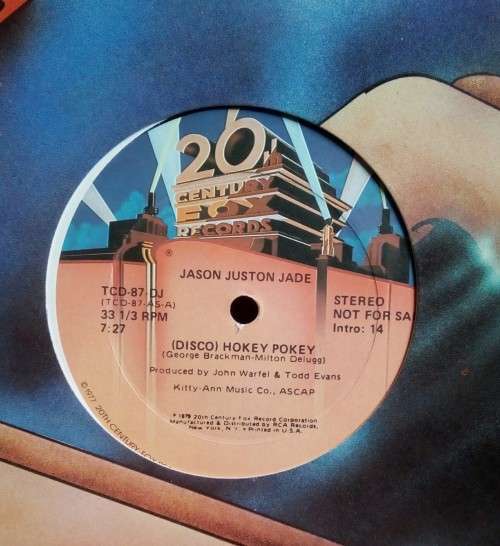 20th
CENTURY
FOX
RECORDS
®
JASON JUSTON JADE
TCD-87-DJ
(TCD-87-AS-A)
33 1/3 RPM
7:27
STEREO
NOT FOR SA
Intro: 14
(DISCO) HOKEY POKEY
(George Brackman-Milton Delugg)
Produced by John Warfel & Todd Evans
Kitty-Ann Music Co., ASCAP
℗ 1979 20th Century Fox Record Corporation
Manufactured & Distributed by RCA Records,
New York, N.Y. • Printed in U.S.A.
© 1977 20TH CENTURY